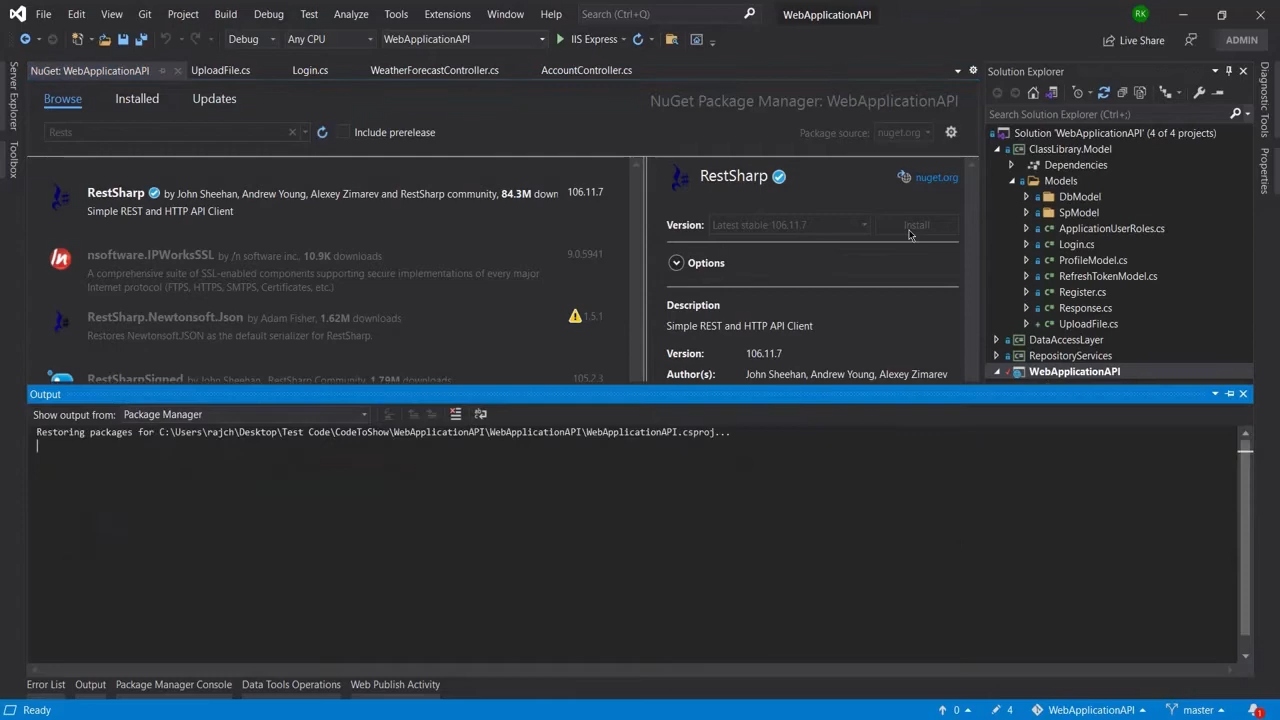 File Edit View Git Project Build Debug Test Analyze Tools Extensions Window Help Search (Ctrl+Q) WebApplicationAPI RK
Debug Any CPU WebApplicationAPI IIS Express Live Share ADMIN
Server Explorer
Toolbox
NuGet: WebApplicationAPI UploadFile.cs Login.cs WeatherForecastController.cs AccountController.cs
Browse Installed Updates NuGet Package Manager: WebApplicationAPI
Rests Include prerelease Package source: nuget.org
RestSharp by John Sheehan, Andrew Young, Alexey Zimarev and RestSharp community, 84.3M down 106.11.7
Simple REST and HTTP API Client
nsoftware.IPWorksSSL by /n software inc, 10.9K downloads 9.0.5941
A comprehensive suite of SSL-enabled components supporting secure implementations of every major
Internet protocol (FTPS, HTTPS, SMTPS, Certificates, etc.)
RestSharp.Newtonsoft.Json by Adam Fisher, 1.62M downloads 1.5.1
Restores Newtonsoft.JSON as the default serializer for RestSharp.
RestSharpSigned by John Sheehan, RestSharp Community, 1.79M downloads 105.2.3
RestSharp nuget.org
Version: Latest stable 106.11.7 Install
Options
Description
Simple REST and HTTP API Client
Version: 106.11.7
Author(s): John Sheehan, Andrew Young, Alexey Zimarev
Solution Explorer
Search Solution Explorer (Ctrl+;)
Solution 'WebApplicationAPI' (4 of 4 projects)
ClassLibrary.Model
Dependencies
Models
DbModel
SpModel
ApplicationUserRoles.cs
Login.cs
ProfileModel.cs
RefreshTokenModel.cs
Register.cs
Response.cs
UploadFile.cs
DataAccessLayer
RepositoryServices
WebApplicationAPI
Diagnostic Tools
Properties
Output
Show output from: Package Manager
Restoring packages for C:\Users\rajch\Desktop\Test Code\CodeToShow\WebApplicationAPI\WebApplicationAPI\WebApplicationAPI.csproj...
Error List Output Package Manager Console Data Tools Operations Web Publish Activity
Ready 0 4 WebApplicationAPI master 1